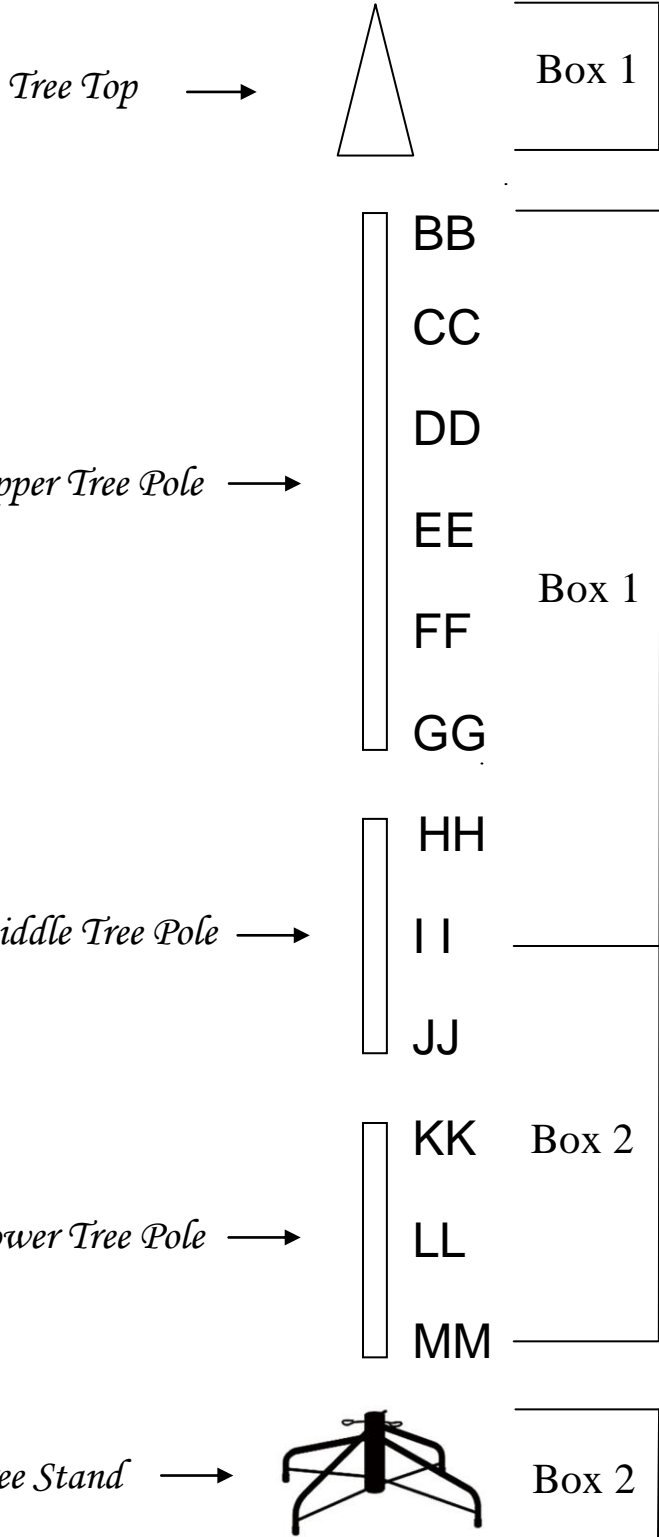 Tree Top
Box 1
BB
CC
DD
pper Tree Pole
EE
Box 1
FF
GG
HH
iddle Tree Pole
I I
JJ
KK
Box 2
ower Tree Pole
LL
MM
ee Stand
Box 2